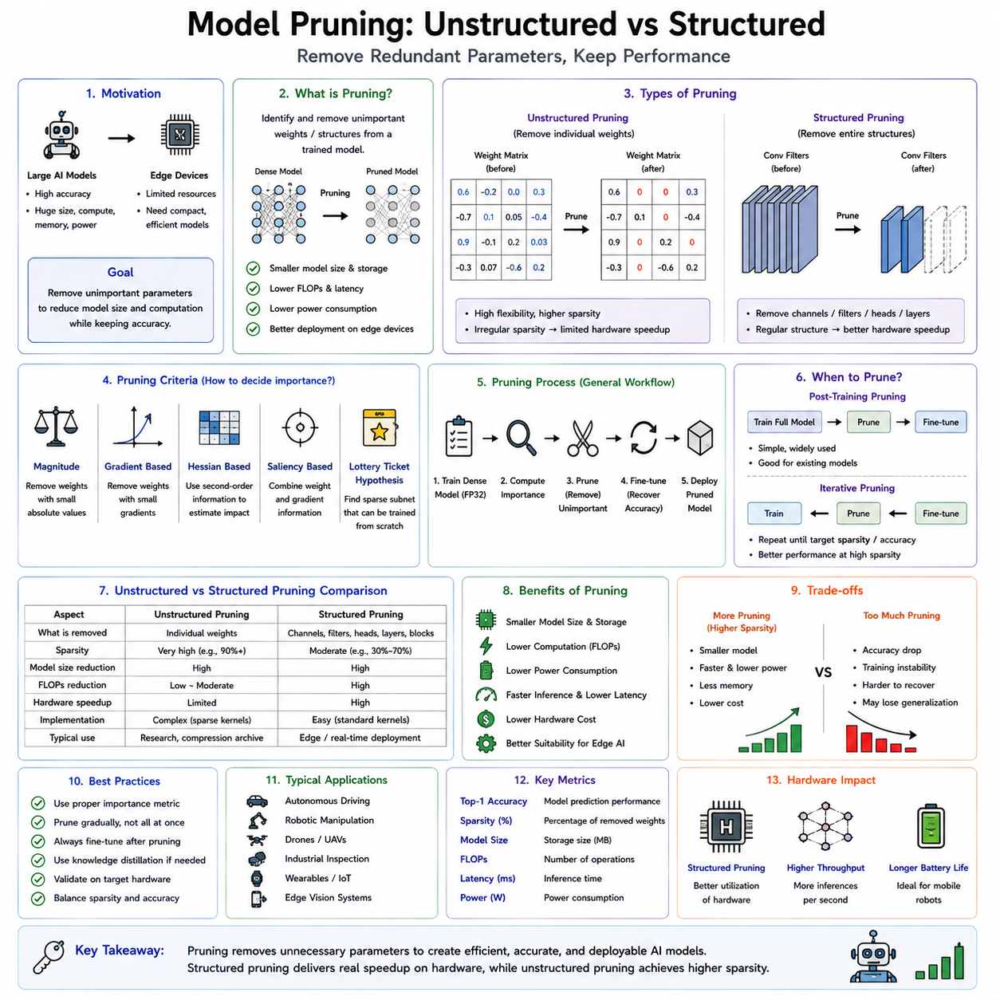 Model Pruning: Unstructured vs Structured
Remove Redundant Parameters, Keep Performance
1. Motivation
Large AI Models
• High accuracy
• Huge size, compute,
memory, power
Edge Devices
• Limited resources
• Need compact,
efficient models
Goal
Remove unimportant parameters
to reduce model size and computation
while keeping accuracy.
2. What is Pruning?
Identify and remove unimportant
weights / structures from a
trained model.
Dense Model
Pruning
Pruned Model
Smaller model size & storage
Lower FLOPs & latency
Lower power consumption
Better deployment on edge devices
3. Types of Pruning
Unstructured Pruning
(Remove individual weights)
Weight Matrix
(before)
0.6 -0.2 0.0 0.3
-0.7 0.1 0.05 -0.4
0.9 -0.1 0.2 0.03
-0.3 0.07 -0.6 0.2
Prune
Weight Matrix
(after)
0.6 0 0 0.3
-0.7 0.1 0 -0.4
0.9 0 0.2 0
-0.3 0 -0.6 0.2
• High flexibility, higher sparsity
• Irregular sparsity → limited hardware speedup
Structured Pruning
(Remove entire structures)
Conv Filters
(before)
Prune
Conv Filters
(after)
• Remove channels / filters / heads / layers
• Regular structure → better hardware speedup
4. Pruning Criteria (How to decide importance?)
Magnitude
Remove weights
with small
absolute values
Gradient Based
Remove weights
with small
gradients
Hessian Based
Use second-order
information to
estimate impact
Saliency Based
Combine weight
and gradient
information
Lottery Ticket
Hypothesis
Find sparse subnet
that can be trained
from scratch
5. Pruning Process (General Workflow)
1. Train Dense
Model (FP32)
2. Compute
Importance
3. Prune
(Remove)
Unimportant
4. Fine-tune
(Recover
Accuracy)
5. Deploy
Pruned
Model
6. When to Prune?
Post-Training Pruning
Train Full Model
Prune
Fine-tune
• Simple, widely used
• Good for existing models
Iterative Pruning
Train
Prune
Fine-tune
• Repeat until target sparsity / accuracy
• Better performance at high sparsity
7. Unstructured vs Structured Pruning Comparison
Aspect Unstructured Pruning Structured Pruning
What is removed Individual weights Channels, filters, heads, layers, blocks
Sparsity Very high (e.g., 90%+) Moderate (e.g., 30%~70%)
Model size reduction High High
FLOPs reduction Low ~ Moderate High
Hardware speedup Limited High
Implementation Complex (sparse kernels) Easy (standard kernels)
Typical use Research, compression archive Edge / real-time deployment
8. Benefits of Pruning
Smaller Model Size & Storage
Lower Computation (FLOPs)
Lower Power Consumption
Faster Inference & Lower Latency
$ Lower Hardware Cost
Better Suitability for Edge AI
9. Trade-offs
More Pruning
(Higher Sparsity)
• Smaller model
• Faster & lower power
• Less memory
• Lower cost
VS
Too Much Pruning
• Accuracy drop
• Training instability
• Harder to recover
• May lose generalization
10. Best Practices
Use proper importance metric
Prune gradually, not all at once
Always fine-tune after pruning
Use knowledge distillation if needed
Validate on target hardware
Balance sparsity and accuracy
11. Typical Applications
Autonomous Driving
Robotic Manipulation
Drones / UAVs
Industrial Inspection
Wearables / IoT
Edge Vision Systems
12. Key Metrics
Top-1 Accuracy Model prediction performance
Sparsity (%) Percentage of removed weights
Model Size Storage size (MB)
FLOPs Number of operations
Latency (ms) Inference time
Power (W) Power consumption
13. Hardware Impact
H
Structured Pruning
Better utilization
of hardware
Higher Throughput
More inferences
per second
Longer Battery Life
Ideal for mobile
robots
Key Takeaway:
Pruning removes unnecessary parameters to create efficient, accurate, and deployable AI models.
Structured pruning delivers real speedup on hardware, while unstructured pruning achieves higher sparsity.